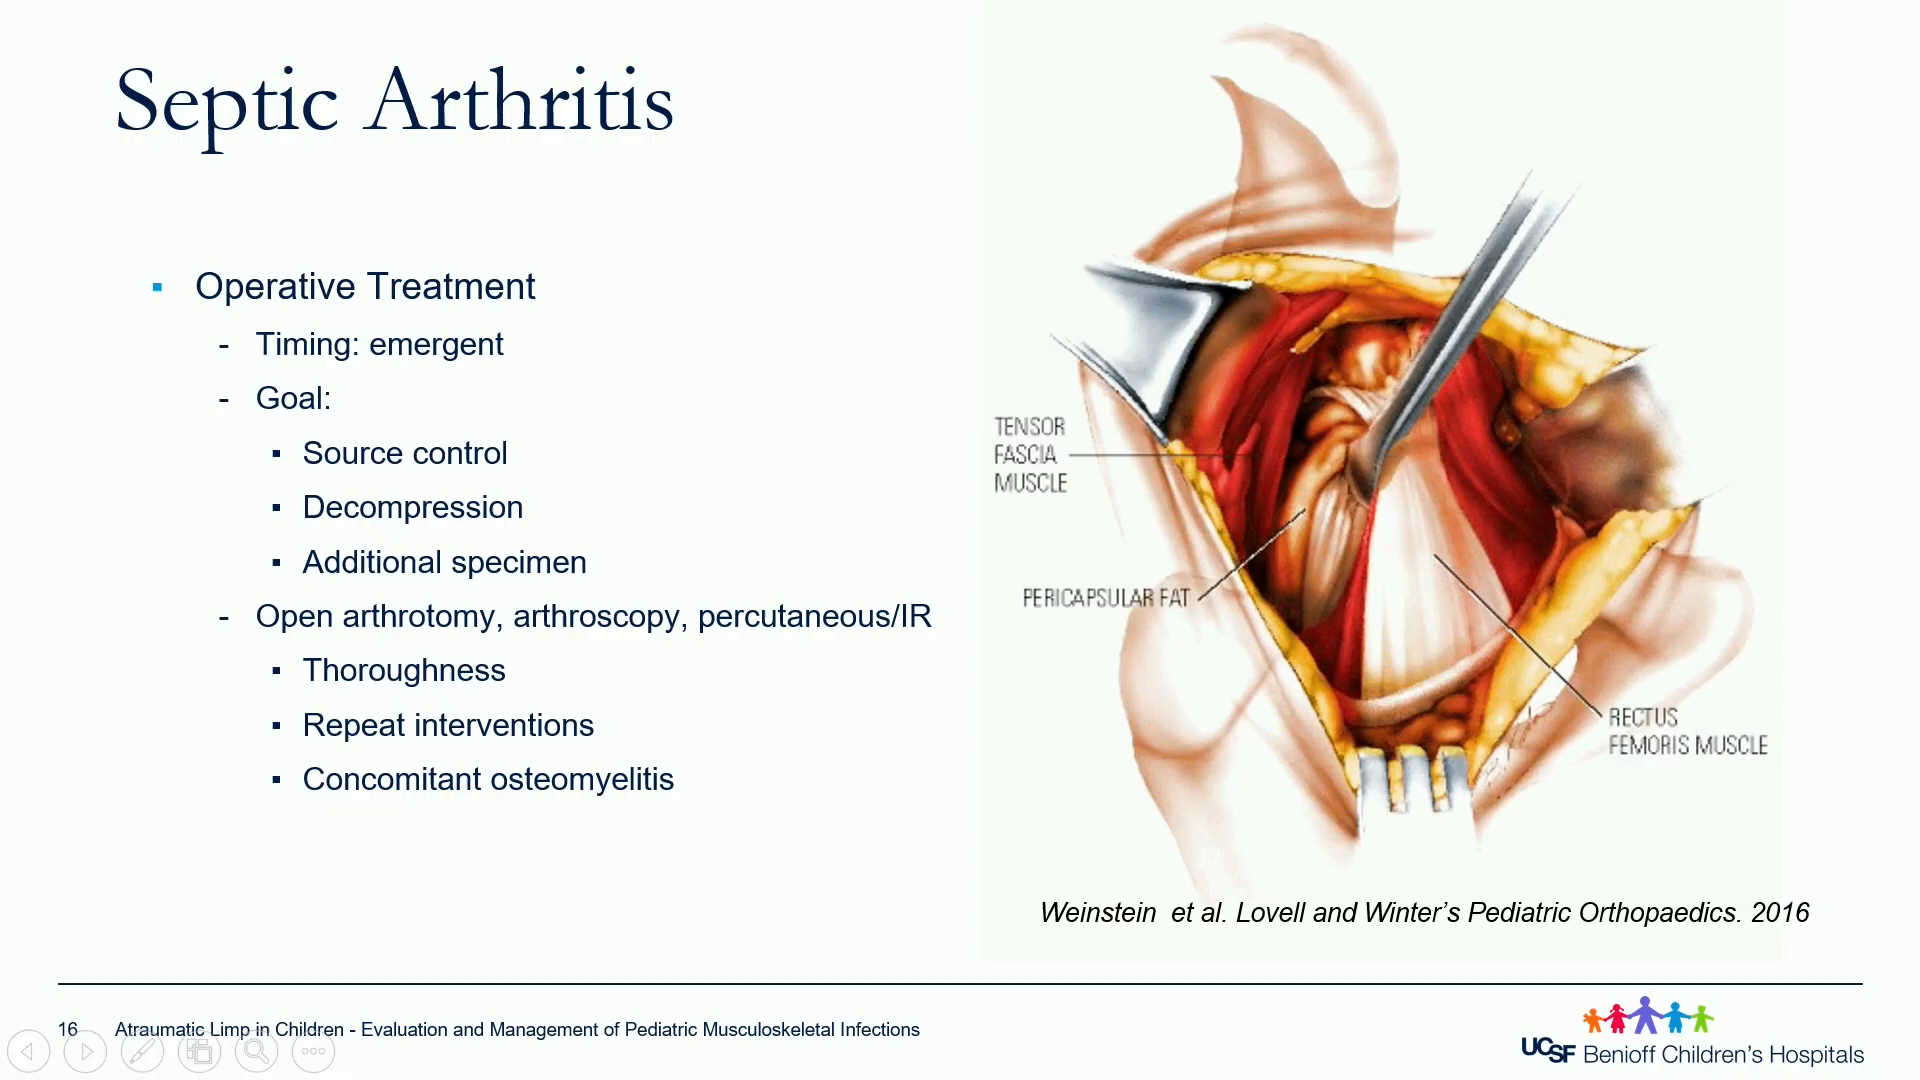 Septic Arthritis
▪ Operative Treatment
- Timing: emergent
- Goal:
▪ Source control
▪ Decompression
▪ Additional specimen
- Open arthrotomy, arthroscopy, percutaneous/IR
▪ Thoroughness
▪ Repeat interventions
▪ Concomitant osteomyelitis
TENSOR
FASCIA
MUSCLE
PERICAPSULAR FAT
RECTUS
FEMORIS MUSCLE
Weinstein et al. Lovell and Winter’s Pediatric Orthopaedics. 2016
16 Atraumatic Limp in Children - Evaluation and Management of Pediatric Musculoskeletal Infections
UCSF Benioff Children’s Hospitals